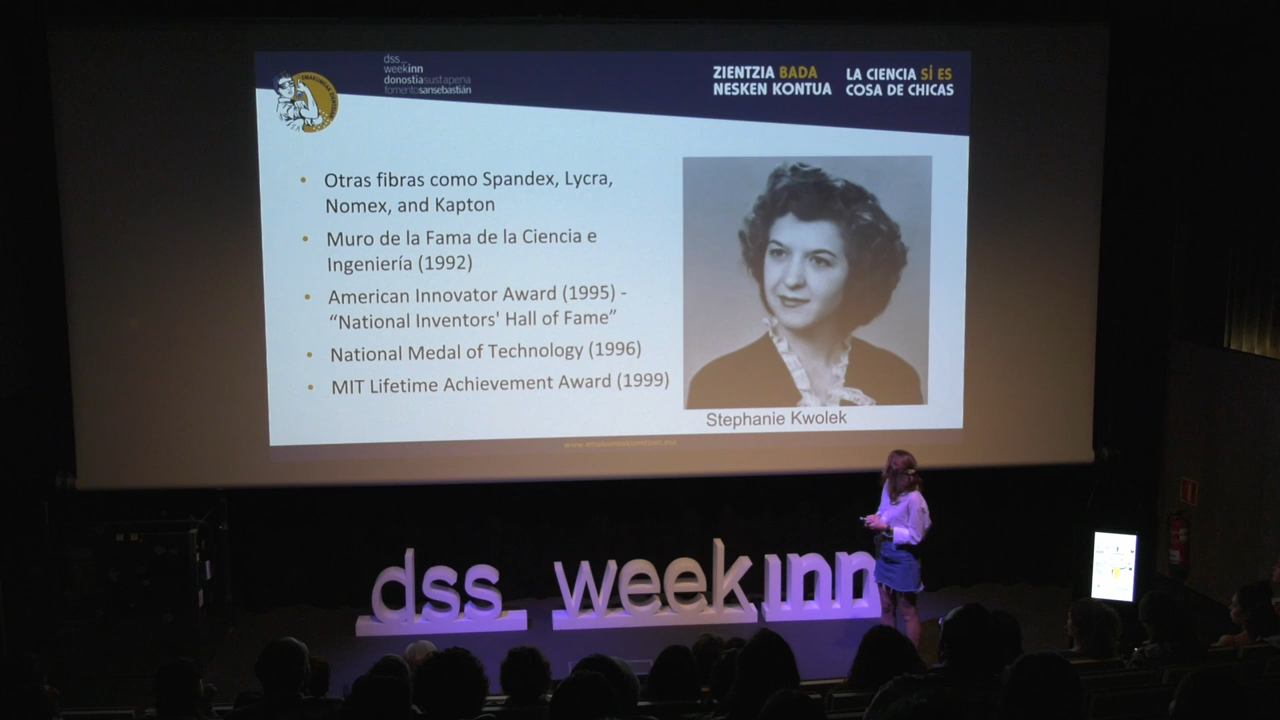 dss_
weekinn
donostiasustapena
fomentosansebastián
ZIENTZIA BADA
NESKEN KONTUA
LA CIENCIA SÍ ES
COSA DE CHICAS
• Otras fibras como Spandex, Lycra,
Nomex, and Kapton
• Muro de la Fama de la Ciencia e
Ingeniería (1992)
• American Innovator Award (1995) -
“National Inventors' Hall of Fame”
• National Medal of Technology (1996)
• MIT Lifetime Achievement Award (1999)
Stephanie Kwolek
dss_ weekinn